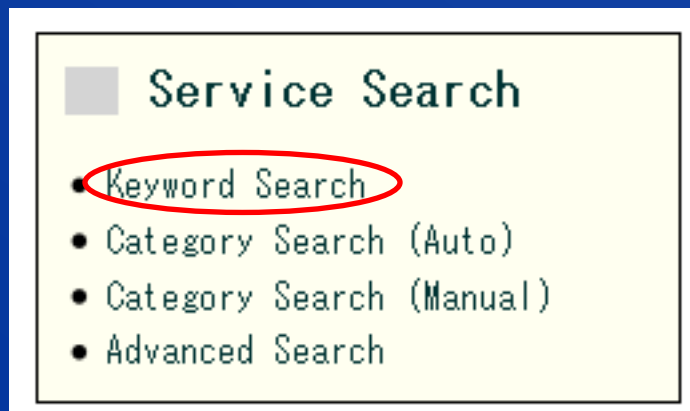 Service Search
• Keyword Search
• Category Search (Auto)
• Category Search (Manual)
• Advanced Search